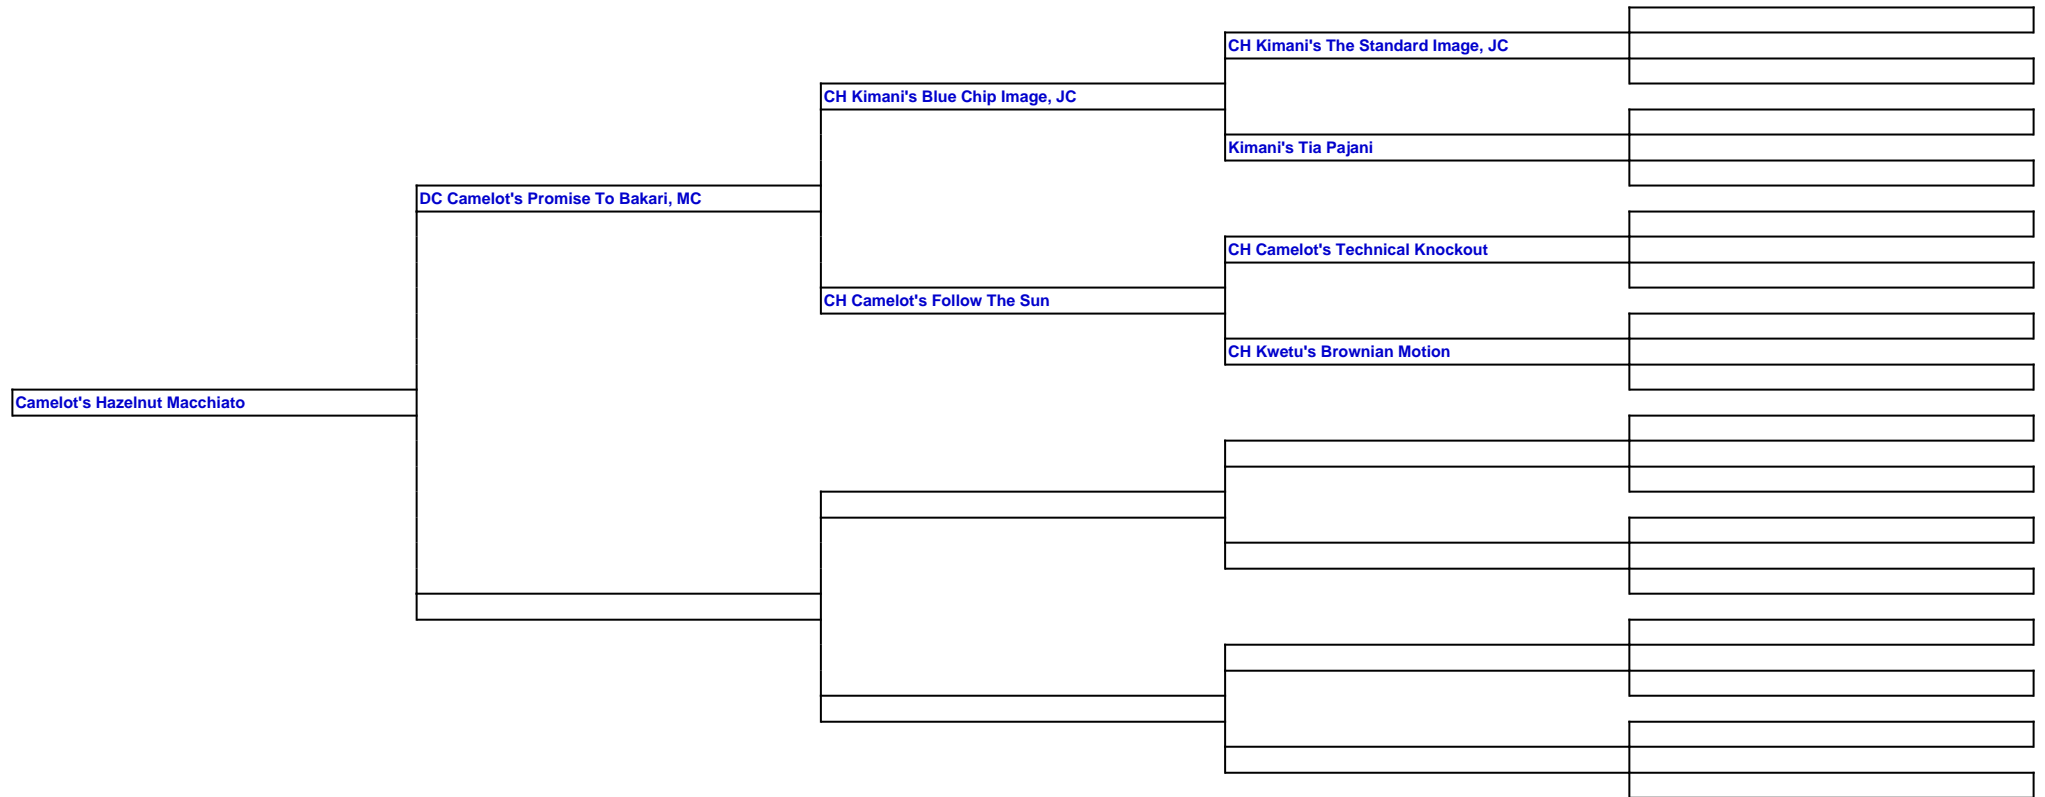 CH Kimani's The Standard Image, JC
CH Kimani's Blue Chip Image, JC
Kimani's Tia Pajani
DC Camelot's Promise To Bakari, MC
CH Camelot's Technical Knockout
CH Camelot's Follow The Sun
CH Kwetu's Brownian Motion
Camelot's Hazelnut Macchiato